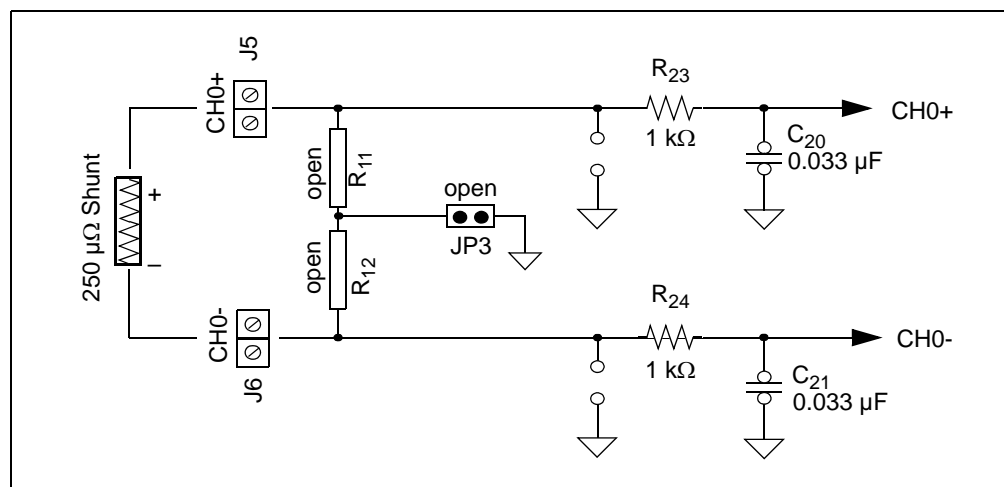 J5
CH0+
R23
1 kΩ
CH0+
C20
0.033 µF
open
R11
open
JP3
250 µΩ Shunt
+
–
open
R12
R24
1 kΩ
CH0-
C21
0.033 µF
CH0-
J6